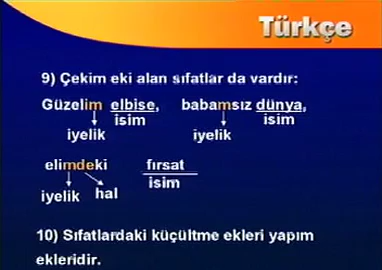 Türkçe
9) Çekim eki alan sıfatlar da vardır:
Güzelim elbise, babamsız dünya,
isim isim
iyelik iyelik
elimdeki fırsat
isim
iyelik hal
10) Sıfatlardaki küçültme ekleri yapım
ekleridir.